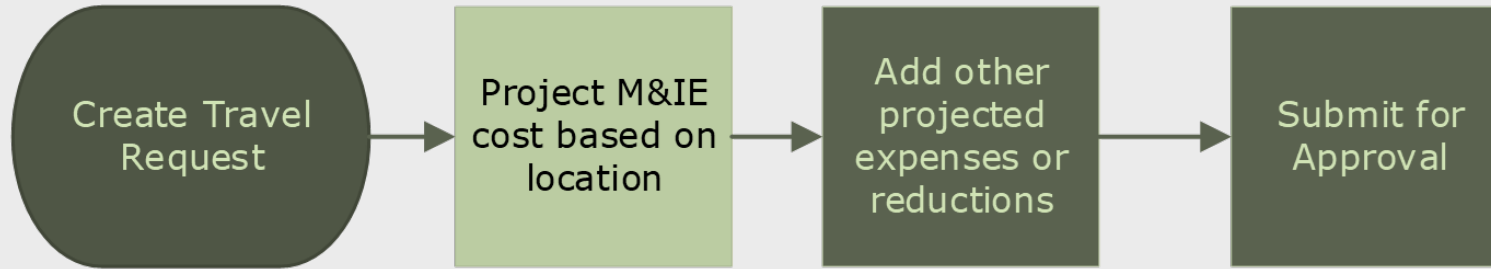 Create Travel
Request
Project M&IE
cost based on
location
Add other
projected
expenses or
reductions
Submit for
Approval